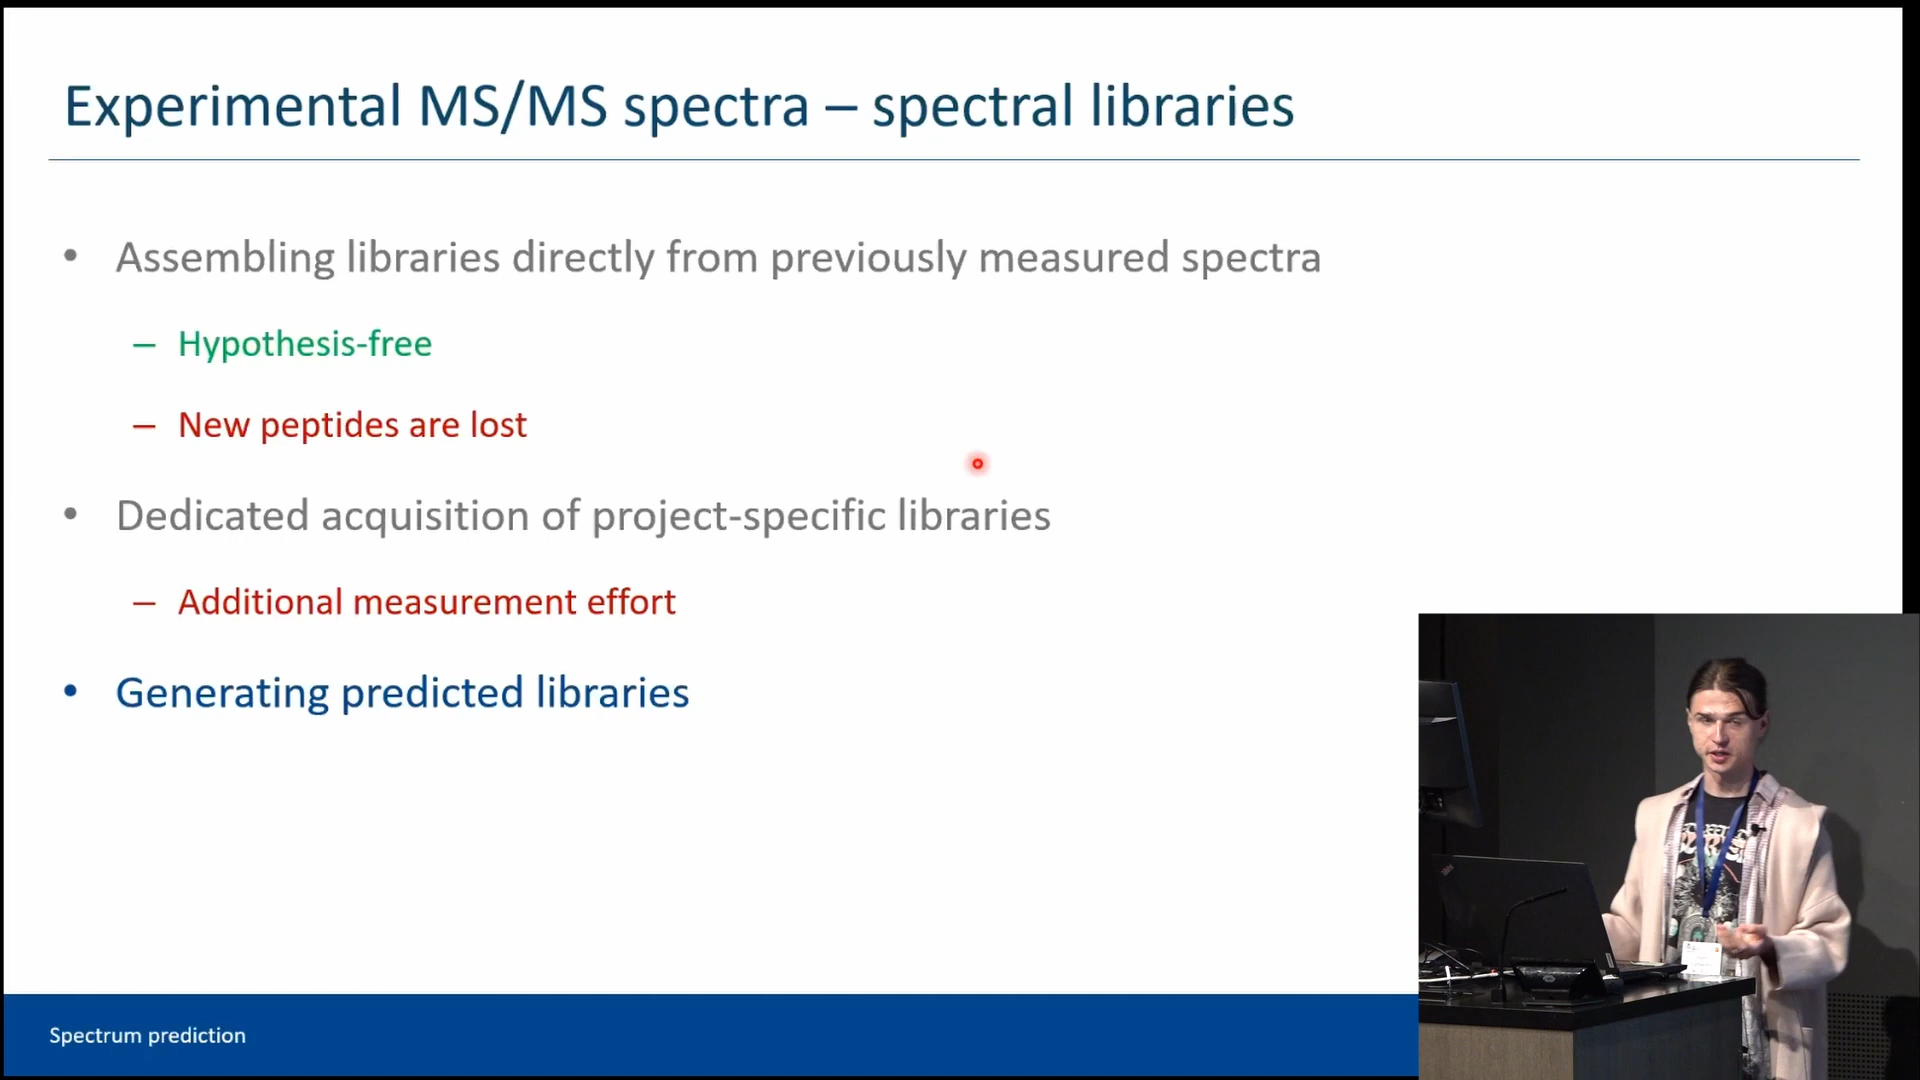 Experimental MS/MS spectra – spectral libraries
• Assembling libraries directly from previously measured spectra
– Hypothesis-free
– New peptides are lost
• Dedicated acquisition of project-specific libraries
– Additional measurement effort
• Generating predicted libraries
Spectrum prediction